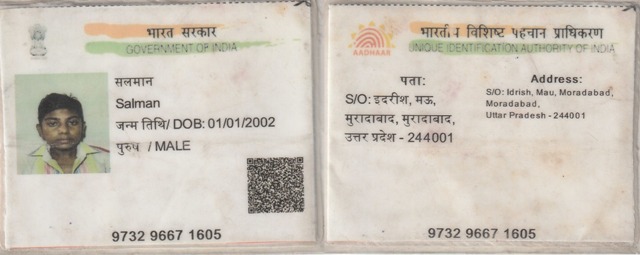 भारत सरकार
GOVERNMENT OF INDIA
सलमान
Salman
जन्म तिथि/ DOB: 01/01/2002
पुरुष / MALE
9732 9667 1605
विशिष्ट पहचान प्राधिकरण
UNIQUE IDENTIFICATION AUTHORITY OF INDIA
AADHAAR
पता:
S/O: इदरीश, मऊ,
मुरादाबाद, मुरादाबाद,
उत्तर प्रदेश - 244001
Address:
S/O: Idrish, Mau, Moradabad,
Moradabad,
Uttar Pradesh - 244001
9732 9667 1605